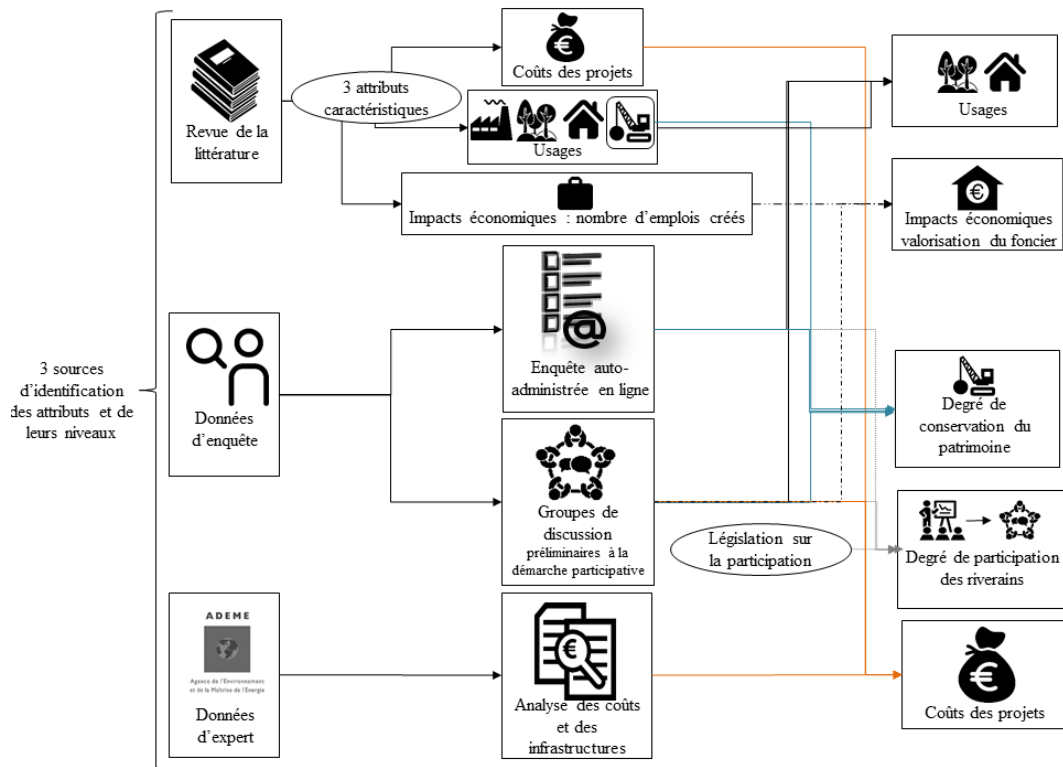 3 sources
d'identification
des attributs et de
leurs niveaux
Revue de la
littérature
3 attributs
caractéristiques
€
Coûts des projets
Usages
Impacts économiques : nombre d'emplois créés
Usages
€
Impacts économiques
valorisation du foncier
Données
d'enquête
@
Enquête auto-
administrée en ligne
Groupes de
discussion
préliminaires à la
démarche participative
Degré de
conservation du
patrimoine
Législation sur
la participation
Degré de participation
des riverains
ADEME
Agence de l'Environnement
et de la Maîtrise de l'Energie
Données
d'expert
€
Analyse des coûts
et des
infrastructures
€
Coûts des projets